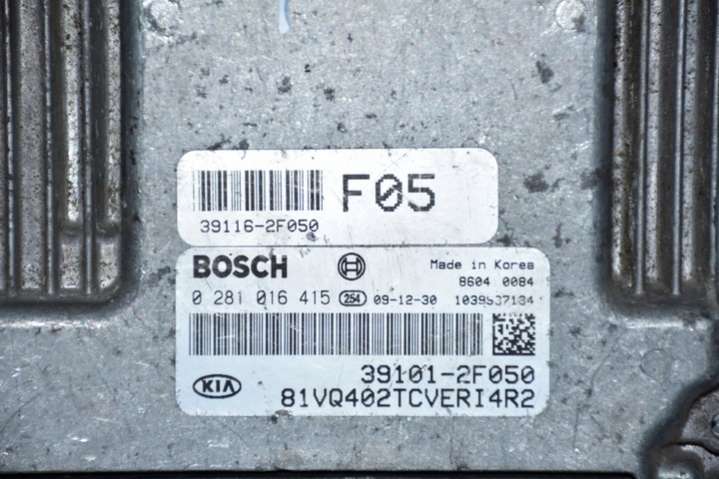 F05
39116-2F050
BOSCH Made in Korea
8604 0084
0 281 016 415 254 09-12-30
KIA 39101-2F050
81VQ402TCVERI4R2